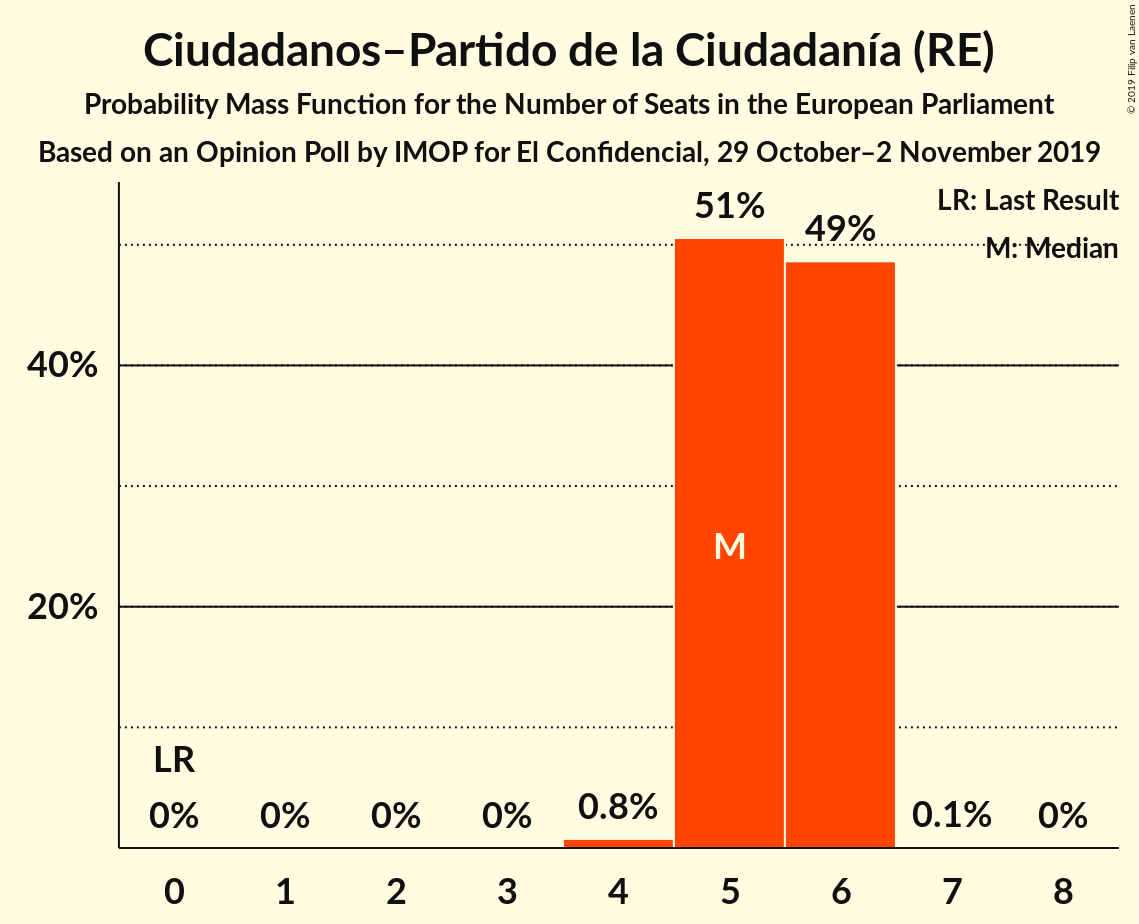 Ciudadanos–Partido de la Ciudadanía (RE)
Probability Mass Function for the Number of Seats in the European Parliament
Based on an Opinion Poll by IMOP for El Confidencial, 29 October–2 November 2019
© 2019 Filip van Laenen
LR: Last Result
M: Median
51%
49%
40%
M
20%
LR
0%
0%
0%
0%
0.8%
0.1%
0%
0 1 2 3 4 5 6 7 8